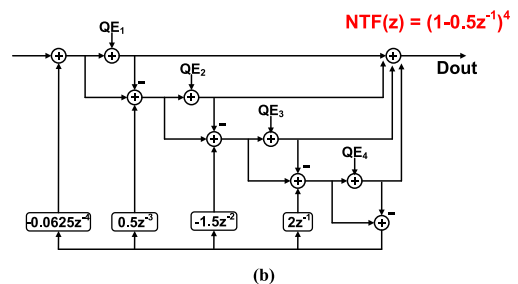 NTF(z) = (1-0.5z⁻¹)⁴
QE₁
Dout
QE₂
QE₃
QE₄
-0.0625z⁻⁴ 0.5z⁻³ -1.5z⁻² 2z⁻¹
(b)